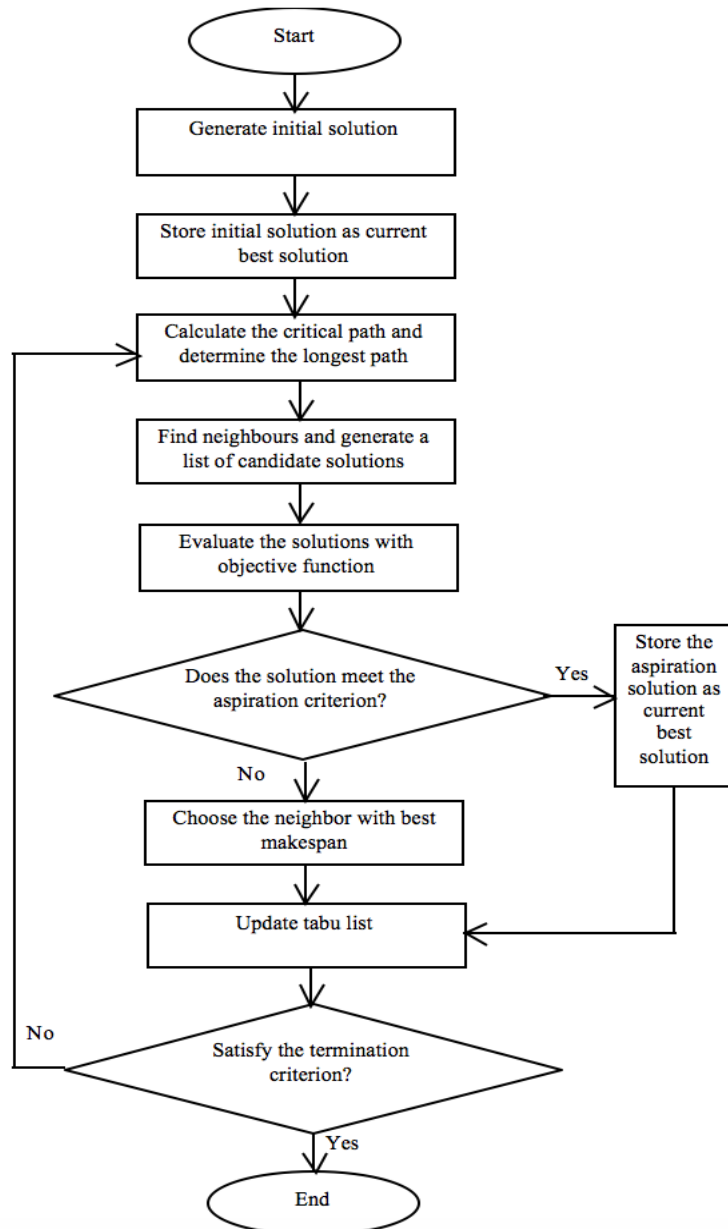 Start
Generate initial solution
Store initial solution as current
best solution
Calculate the critical path and
determine the longest path
Find neighbours and generate a
list of candidate solutions
Evaluate the solutions with
objective function
Does the solution meet the
aspiration criterion?
Yes
Store the
aspiration
solution as
current
best
solution
No
Choose the neighbor with best
makespan
Update tabu list
No
Satisfy the termination
criterion?
Yes
End